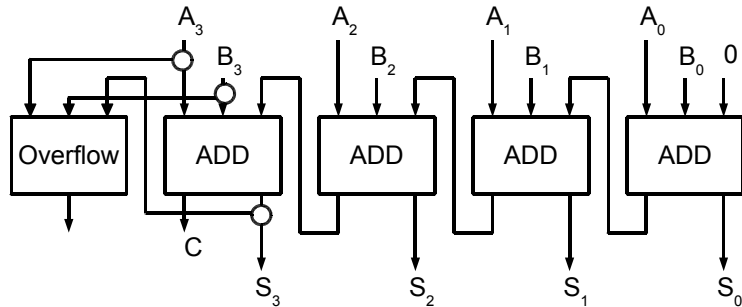 A3 A2 A1 A0
B3 B2 B1 B0 0
Overflow ADD ADD ADD ADD
C
S3 S2 S1 S0